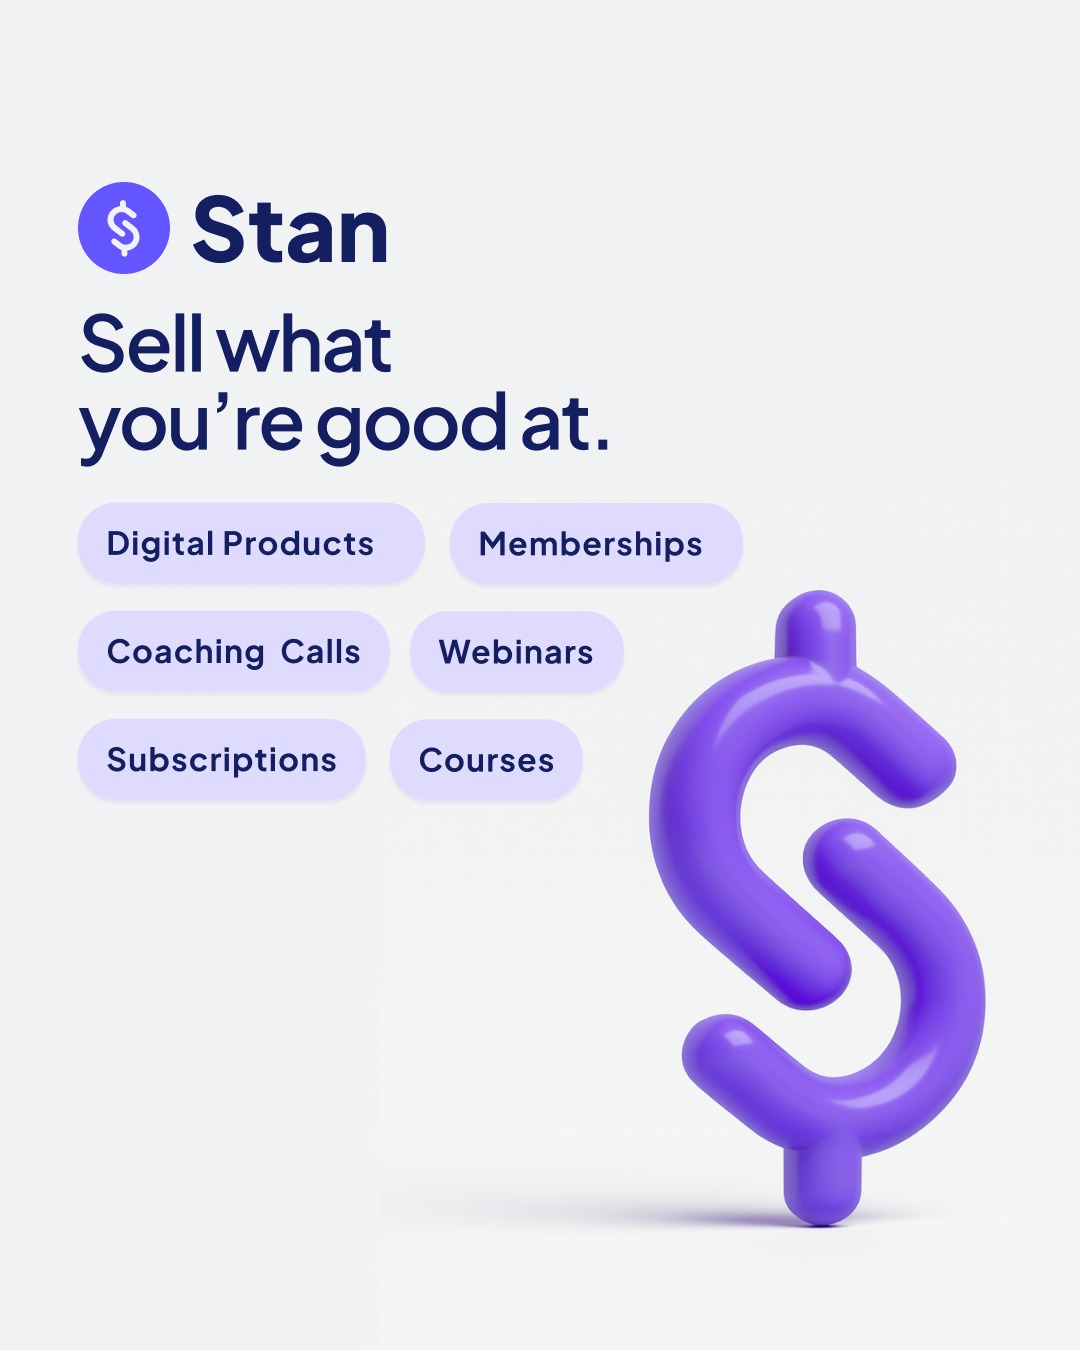 Stan
Sell what
you’re good at.
Digital Products
Memberships
Coaching Calls
Webinars
Subscriptions
Courses